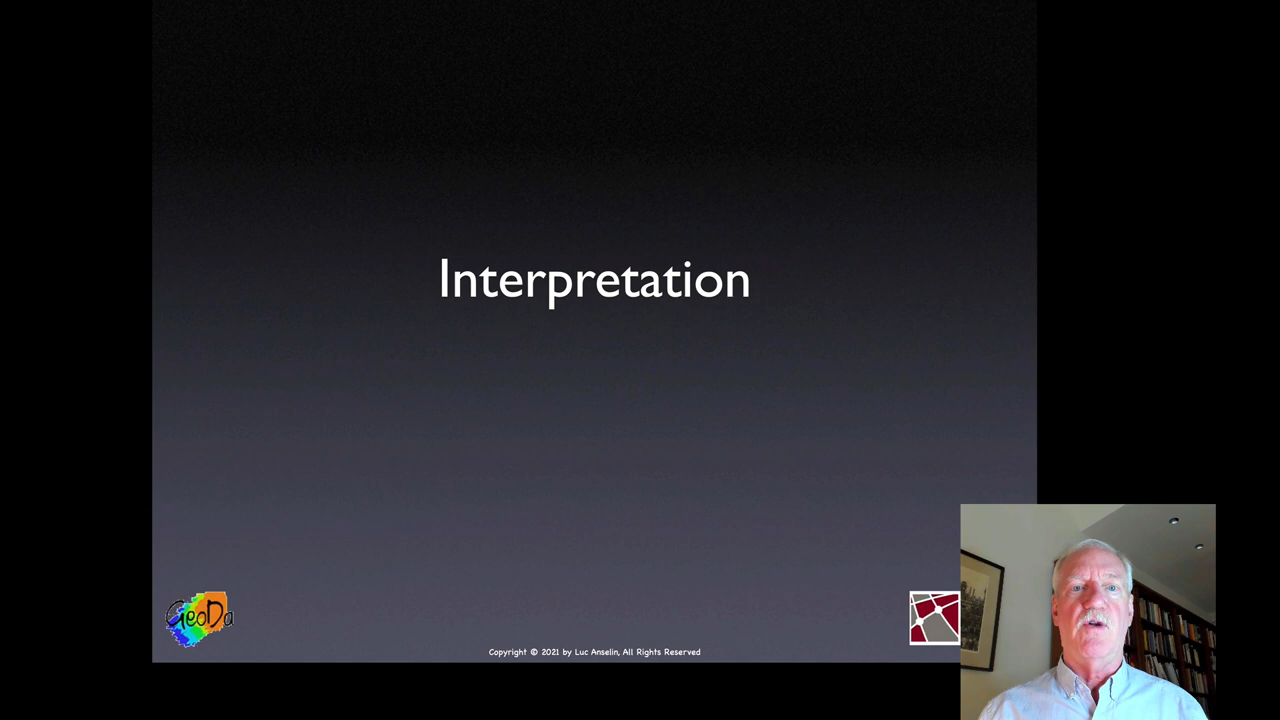 Interpretation
GeoDa
Copyright © 2021 by Luc Anselin, All Rights Reserved